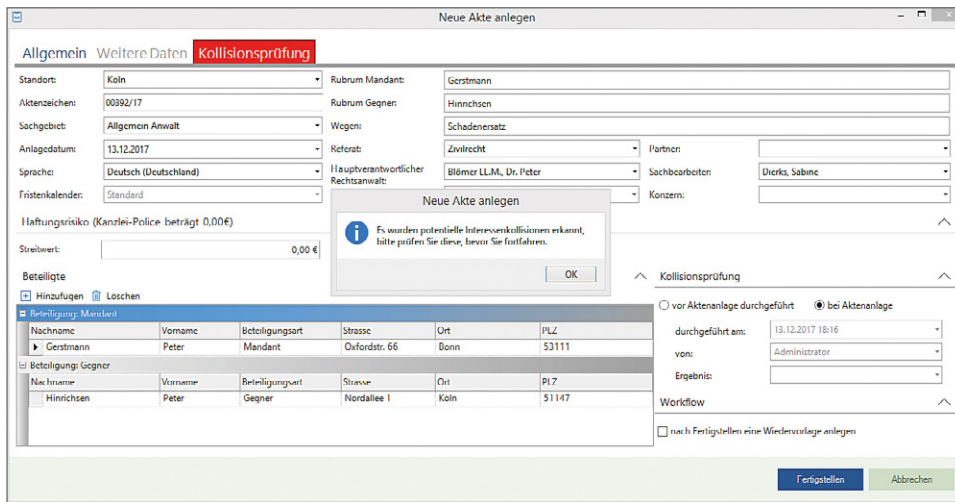 Neue Akte anlegen
Allgemein Weitere Daten Kollisionsprüfung
Standort: Köln Rubrum Mandant: Gerstmann
Aktenzeichen: 00392/17 Rubrum Gegner: Hinrichsen
Sachgebiet: Allgemein Anwalt Wegen: Schadenersatz
Anlagedatum: 13.12.2017 Referat: Zivilrecht Partner:
Sprache: Deutsch (Deutschland) Hauptverantwortlicher Rechtsanwalt: Blömer LL.M., Dr. Peter Sachbearbeiter: Dierks, Sabine
Fristenkalender: Standard Konzern:
Neue Akte anlegen
Es wurden potentielle Interessenkollisionen erkannt,
bitte prüfen Sie diese, bevor Sie fortfahren.
OK
Haftungsrisiko (Kanzlei-Police beträgt 0,00€)
Streitwert: 0,00 €
Beteiligte
Hinzufügen Löschen
Beteiligung: Mandant
Nachname Vorname Beteiligungsart Strasse Ort PLZ
Gerstmann Peter Mandant Oxfordstr. 66 Bonn 53111
Beteiligung: Gegner
Nachname Vorname Beteiligungsart Strasse Ort PLZ
Hinrichsen Peter Gegner Nordallee 1 Köln 51147
Kollisionsprüfung
vor Aktenanlage durchgeführt bei Aktenanlage
durchgeführt am: 13.12.2017 18:16
von: Administrator
Ergebnis:
Workflow
nach Fertigstellen eine Wiedervorlage anlegen
Fertigstellen Abbrechen